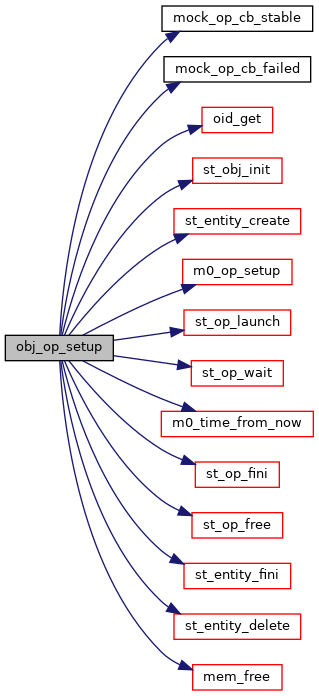 mock_op_cb_stable
mock_op_cb_failed
oid_get
st_obj_init
st_entity_create
m0_op_setup
st_op_launch
obj_op_setup
st_op_wait
m0_time_from_now
st_op_fini
st_op_free
st_entity_fini
st_entity_delete
mem_free